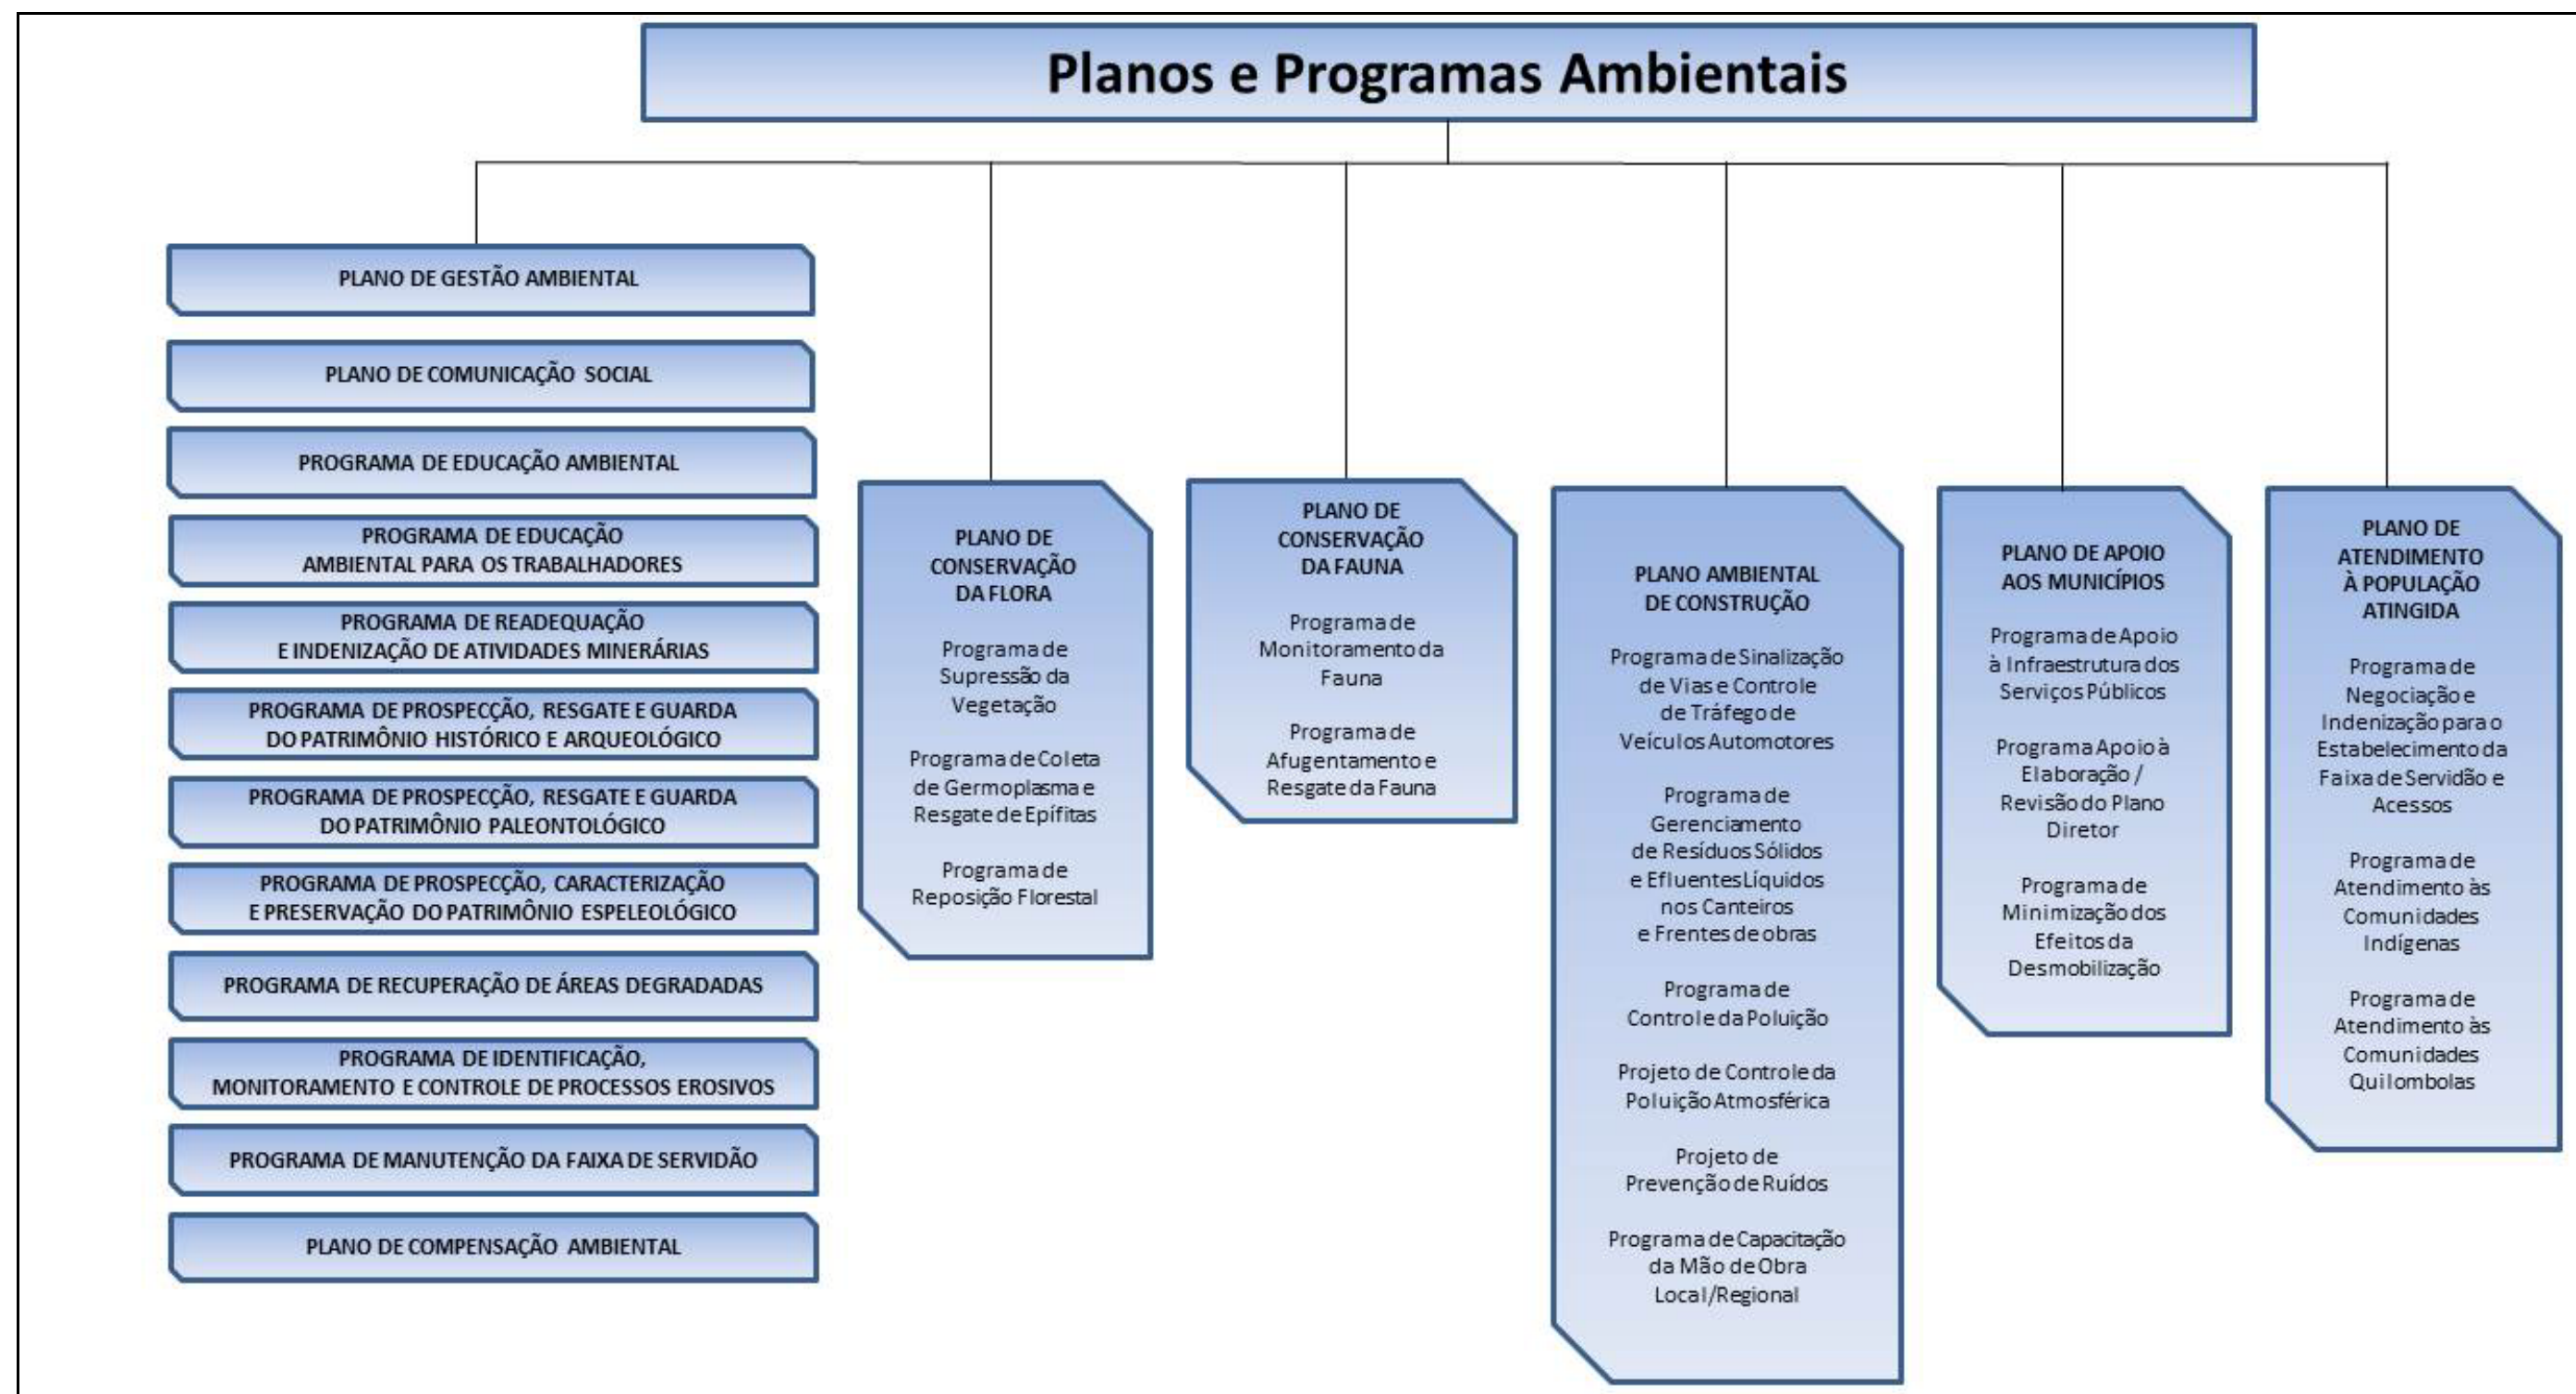 Planos e Programas Ambientais
PLANO DE GESTÃO AMBIENTAL
PLANO DE COMUNICAÇÃO SOCIAL
PROGRAMA DE EDUCAÇÃO AMBIENTAL
PROGRAMA DE EDUCAÇÃO
AMBIENTAL PARA OS TRABALHADORES
PROGRAMA DE READEQUAÇÃO
E INDENIZAÇÃO DE ATIVIDADES MINERÁRIAS
PROGRAMA DE PROSPECÇÃO, RESGATE E GUARDA
DO PATRIMÔNIO HISTÓRICO E ARQUEOLÓGICO
PROGRAMA DE PROSPECÇÃO, RESGATE E GUARDA
DO PATRIMÔNIO PALEONTOLÓGICO
PROGRAMA DE PROSPECÇÃO, CARACTERIZAÇÃO
E PRESERVAÇÃO DO PATRIMÔNIO ESPELEOLÓGICO
PROGRAMA DE RECUPERAÇÃO DE ÁREAS DEGRADADAS
PROGRAMA DE IDENTIFICAÇÃO,
MONITORAMENTO E CONTROLE DE PROCESSOS EROSIVOS
PROGRAMA DE MANUTENÇÃO DA FAIXA DE SERVIDÃO
PLANO DE COMPENSAÇÃO AMBIENTAL
PLANO DE
CONSERVAÇÃO
DA FLORA
Programa de
Supressão da
Vegetação
Programa de Coleta
de Germoplasma e
Resgate de Epífitas
Programa de
Reposição Florestal
PLANO DE
CONSERVAÇÃO
DA FAUNA
Programa de
Monitoramento da
Fauna
Programa de
Afugentamento e
Resgate da Fauna
PLANO AMBIENTAL
DE CONSTRUÇÃO
Programa de Sinalização
de Vias e Controle
de Tráfego de
Veículos Automotores
Programa de
Gerenciamento
de Resíduos Sólidos
e Efluentes Líquidos
nos Canteiros
e Frentes de obras
Programa de
Controle da Poluição
Projeto de Controle da
Poluição Atmosférica
Projeto de
Prevenção de Ruídos
Programa de Capacitação
da Mão de Obra
Local/Regional
PLANO DE APOIO
AOS MUNICÍPIOS
Programa de Apoio
à Infraestrutura dos
Serviços Públicos
Programa Apoio à
Elaboração /
Revisão do Plano
Diretor
Programa de
Minimização dos
Efeitos da
Desmobilização
PLANO DE
ATENDIMENTO
À POPULAÇÃO
ATINGIDA
Programa de
Negociação e
Indenização para o
Estabelecimento da
Faixa de Servidão e
Acessos
Programa de
Atendimento às
Comunidades
Indígenas
Programa de
Atendimento às
Comunidades
Quilombolas